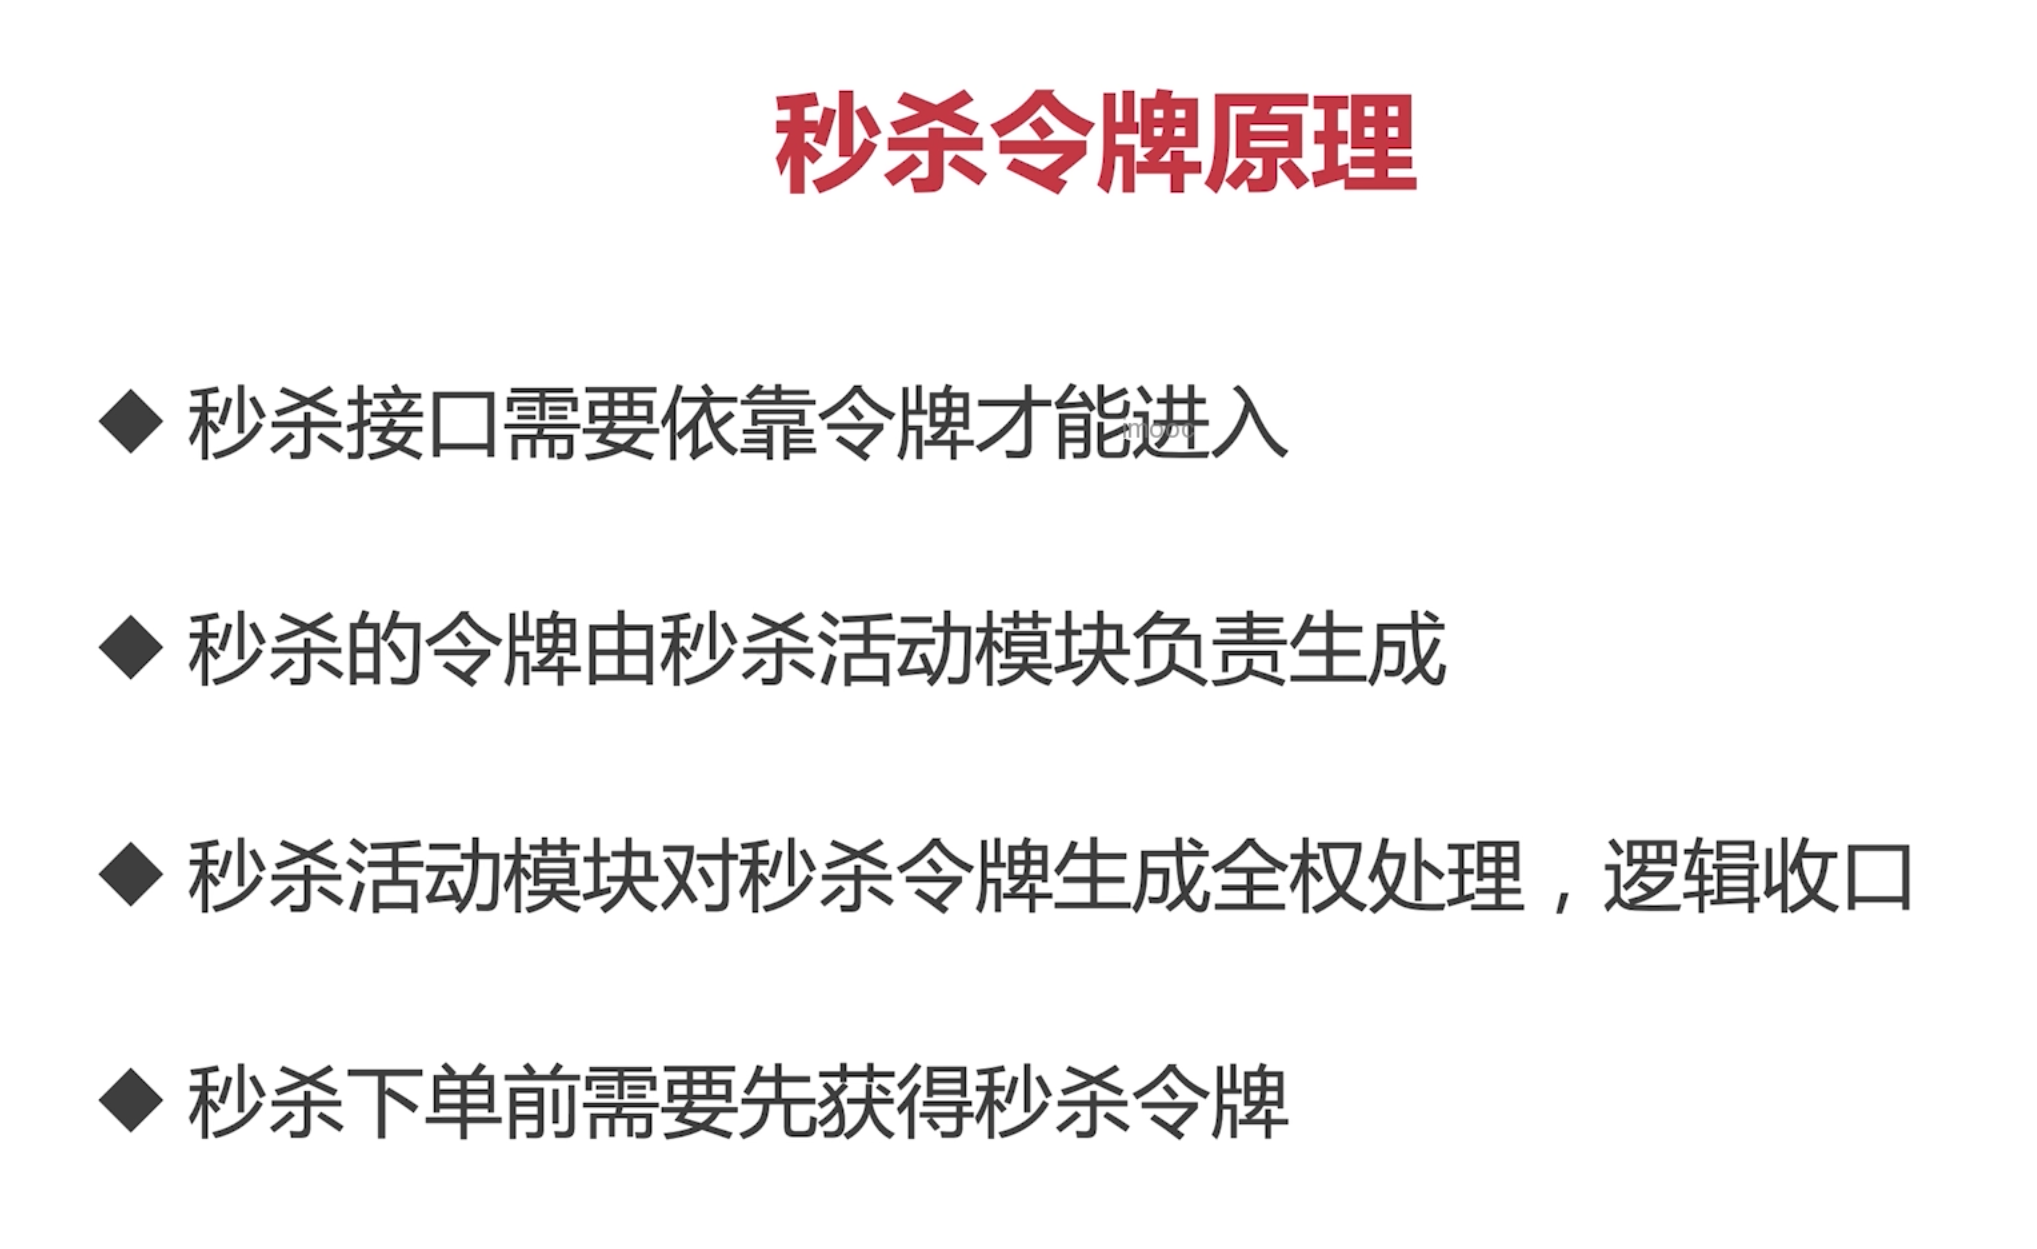 秒杀令牌原理
◆ 秒杀接口需要依靠令牌才能进入
imooc
◆ 秒杀的令牌由秒杀活动模块负责生成
◆ 秒杀活动模块对秒杀令牌生成全权处理，逻辑收口
◆ 秒杀下单前需要先获得秒杀令牌